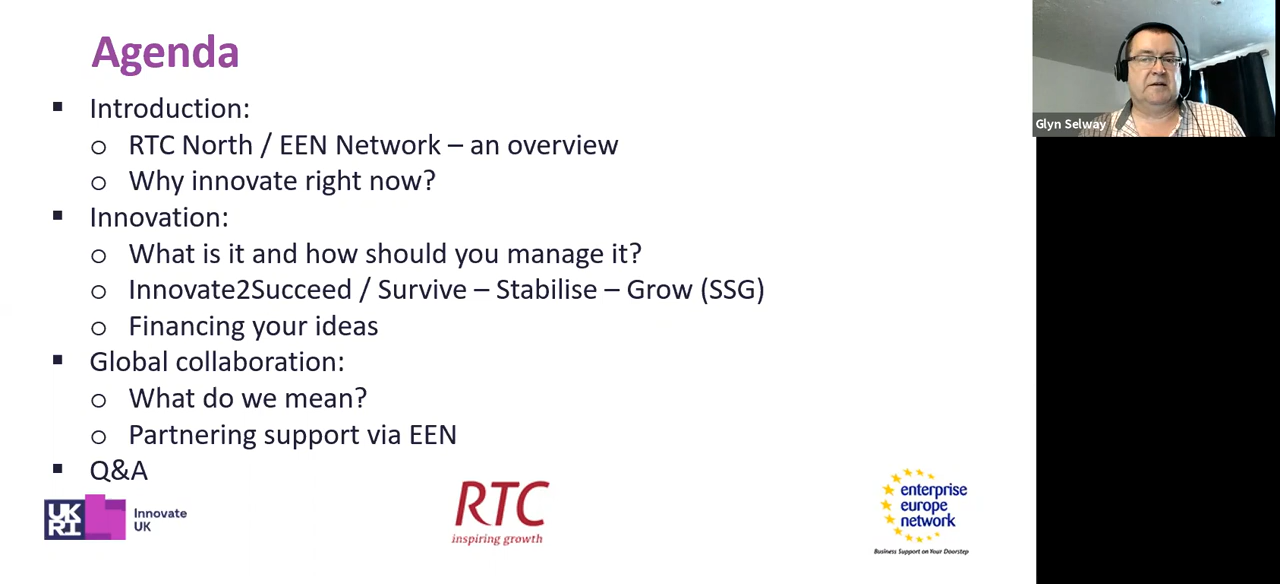 Agenda
Introduction:
RTC North / EEN Network – an overview
Why innovate right now?
Innovation:
What is it and how should you manage it?
Innovate2Succeed / Survive – Stabilise – Grow (SSG)
Financing your ideas
Global collaboration:
What do we mean?
Partnering support via EEN
Q&A
UK
RI
Innovate
UK
RTC
inspiring growth
enterprise
europe
network
Business Support on Your Doorstep
Glyn Selway